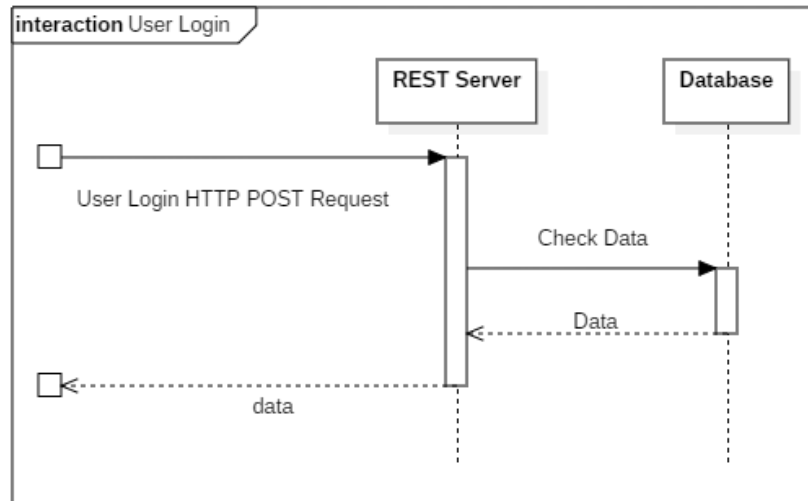 interaction User Login
REST Server
Database
User Login HTTP POST Request
Check Data
Data
data